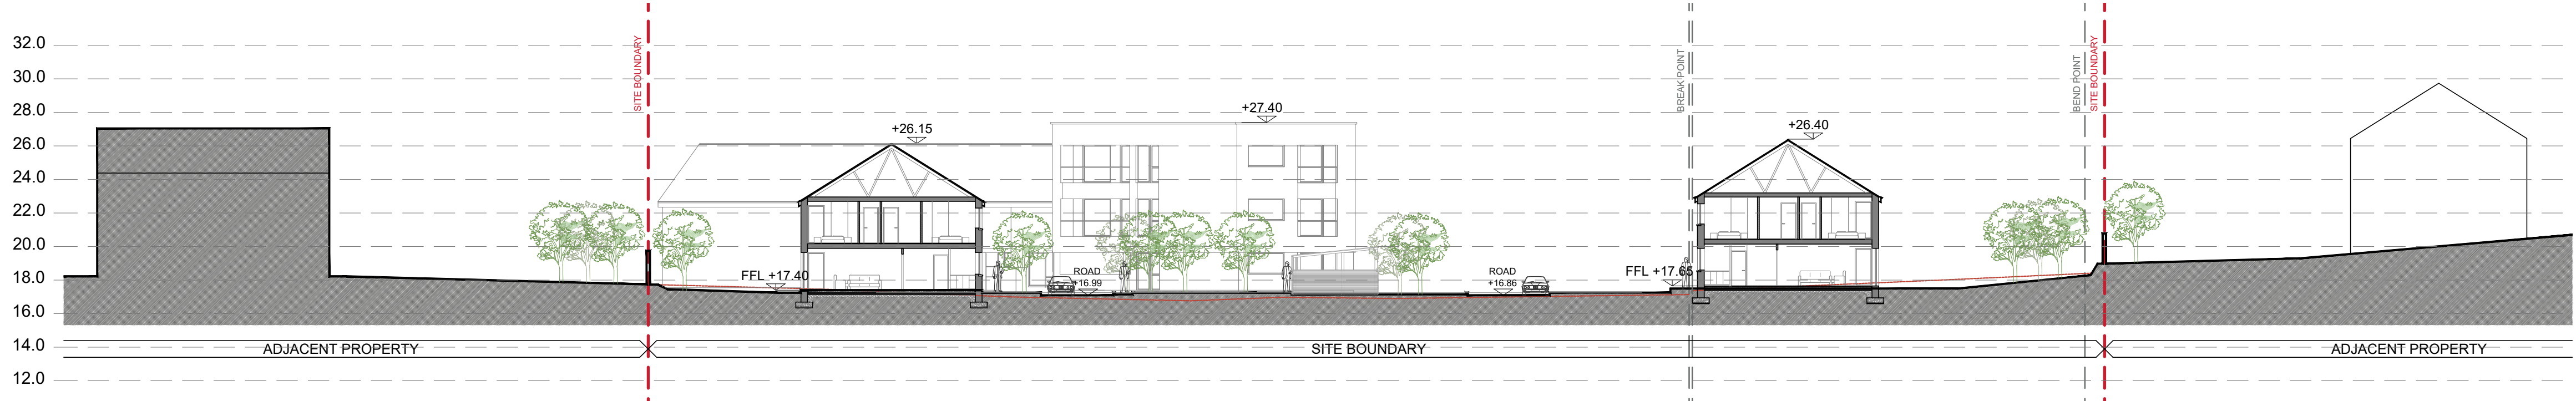 32.0
30.0
28.0
26.0
24.0
22.0
20.0
18.0
16.0
14.0
12.0
SITE BOUNDARY
BREAK POINT
BEND POINT
SITE BOUNDARY
+26.15
+27.40
+26.40
FFL +17.40
ROAD
+16.99
ROAD
+16.86
FFL +17.65
ADJACENT PROPERTY
SITE BOUNDARY
ADJACENT PROPERTY